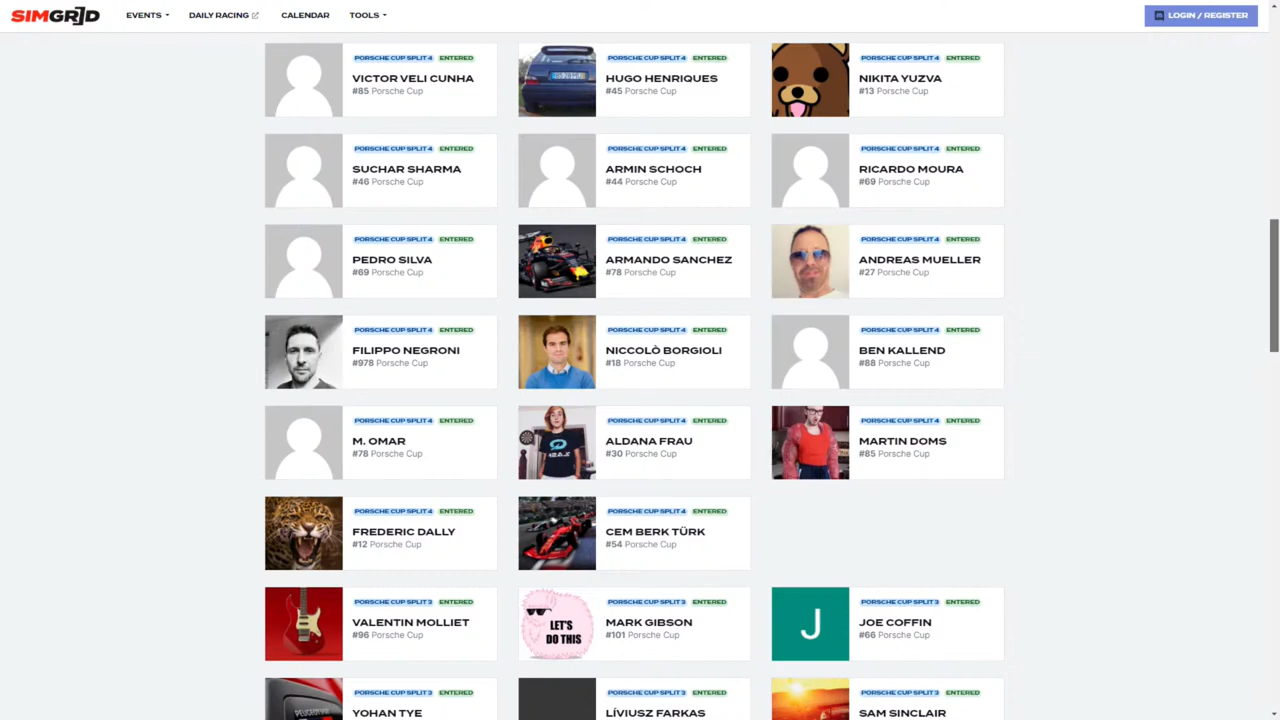 SIMGRID EVENTS DAILY RACING CALENDAR TOOLS LOGIN / REGISTER
PORSCHE CUP SPLIT 4 ENTERED
VICTOR VELI CUNHA
#85 Porsche Cup
PORSCHE CUP SPLIT 4 ENTERED
HUGO HENRIQUES
#45 Porsche Cup
PORSCHE CUP SPLIT 4 ENTERED
NIKITA YUZVA
#13 Porsche Cup
PORSCHE CUP SPLIT 4 ENTERED
SUCHAR SHARMA
#46 Porsche Cup
PORSCHE CUP SPLIT 4 ENTERED
ARMIN SCHOCH
#44 Porsche Cup
PORSCHE CUP SPLIT 4 ENTERED
RICARDO MOURA
#69 Porsche Cup
PORSCHE CUP SPLIT 4 ENTERED
PEDRO SILVA
#69 Porsche Cup
PORSCHE CUP SPLIT 4 ENTERED
ARMANDO SANCHEZ
#78 Porsche Cup
PORSCHE CUP SPLIT 4 ENTERED
ANDREAS MUELLER
#27 Porsche Cup
PORSCHE CUP SPLIT 4 ENTERED
FILIPPO NEGRONI
#978 Porsche Cup
PORSCHE CUP SPLIT 4 ENTERED
NICCOLÒ BORGIOLI
#18 Porsche Cup
PORSCHE CUP SPLIT 4 ENTERED
BEN KALLEND
#88 Porsche Cup
PORSCHE CUP SPLIT 4 ENTERED
M. OMAR
#78 Porsche Cup
PORSCHE CUP SPLIT 4 ENTERED
ALDANA FRAU
#30 Porsche Cup
PORSCHE CUP SPLIT 4 ENTERED
MARTIN DOMS
#85 Porsche Cup
PORSCHE CUP SPLIT 4 ENTERED
FREDERIC DALLY
#12 Porsche Cup
PORSCHE CUP SPLIT 4 ENTERED
CEM BERK TÜRK
#54 Porsche Cup
PORSCHE CUP SPLIT 3 ENTERED
VALENTIN MOLLIET
#96 Porsche Cup
LET'S
DO THIS
PORSCHE CUP SPLIT 3 ENTERED
MARK GIBSON
#101 Porsche Cup
J
PORSCHE CUP SPLIT 3 ENTERED
JOE COFFIN
#66 Porsche Cup
PORSCHE CUP SPLIT 3 ENTERED
YOHAN TYE
PORSCHE CUP SPLIT 3 ENTERED
LÍVIUSZ FARKAS
PORSCHE CUP SPLIT 3 ENTERED
SAM SINCLAIR